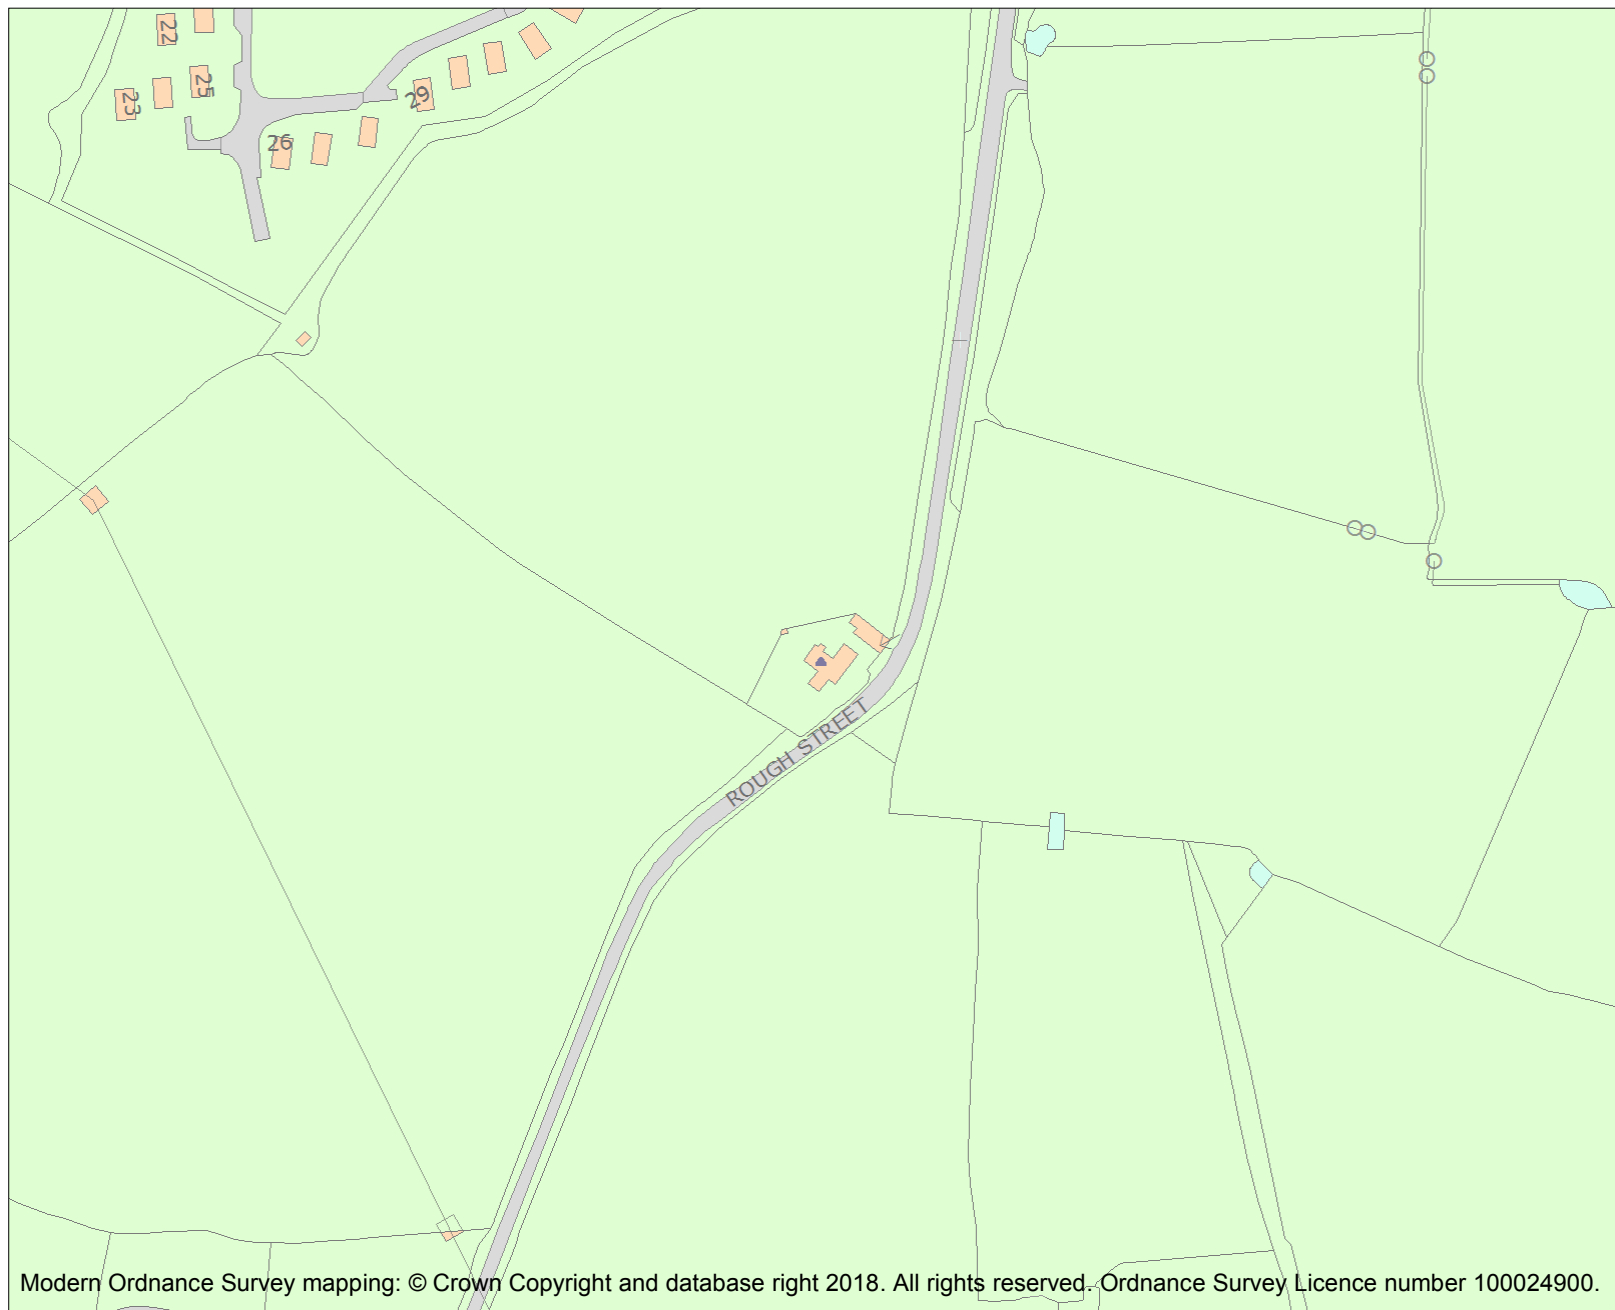 22
25
23
29
26
ROUGH STREET
Modern Ordnance Survey mapping: © Crown Copyright and database right 2018. All rights reserved. Ordnance Survey Licence number 100024900.